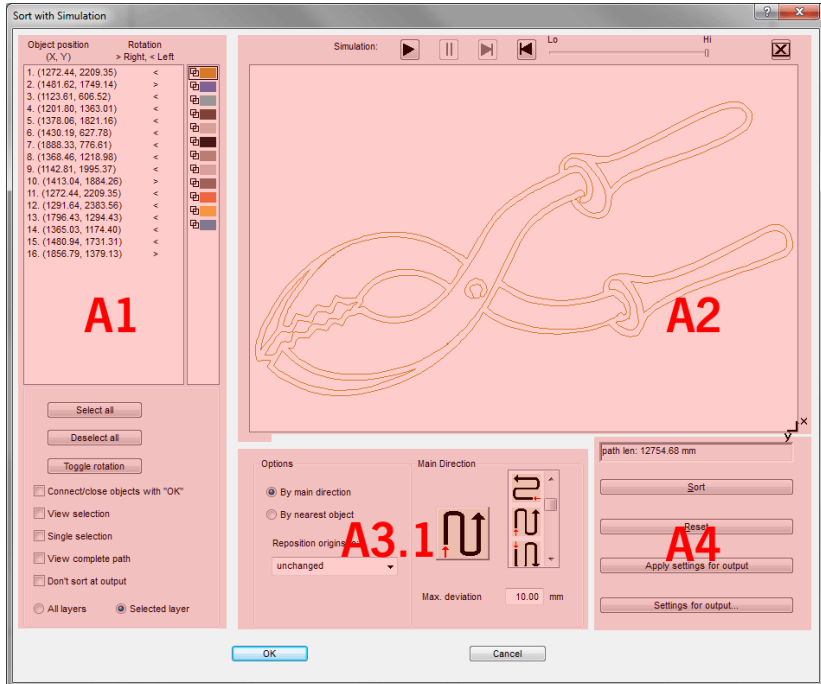 Sort with Simulation
Object position Rotation
(X, Y) > Right, < Left
1. (1272.44, 2209.35) <
2. (1481.62, 1749.14) >
3. (1123.61, 606.52) <
4. (1201.80, 1363.01) <
5. (1378.06, 1821.16) <
6. (1430.19, 627.78) <
7. (1888.33, 776.61) <
8. (1368.46, 1218.98) <
9. (1142.81, 1995.37) <
10. (1413.04, 1884.26) >
11. (1272.44, 2209.35) <
12. (1291.64, 2383.56) <
13. (1796.43, 1294.43) <
14. (1365.03, 1174.40) <
15. (1480.94, 1731.31) <
16. (1856.79, 1379.13) >
A1
Select all
Deselect all
Toggle rotation
Connect/close objects with "OK"
View selection
Single selection
View complete path
Don't sort at output
All layers Selected layer
Simulation: Lo Hi
A2
x
y
Options
By main direction
By nearest object
unchanged
A3.1
Main Direction
Max. deviation 10.00 mm
path len: 12754.68 mm
Sort
Reset
A4
Apply settings for output
Settings for output...
OK Cancel